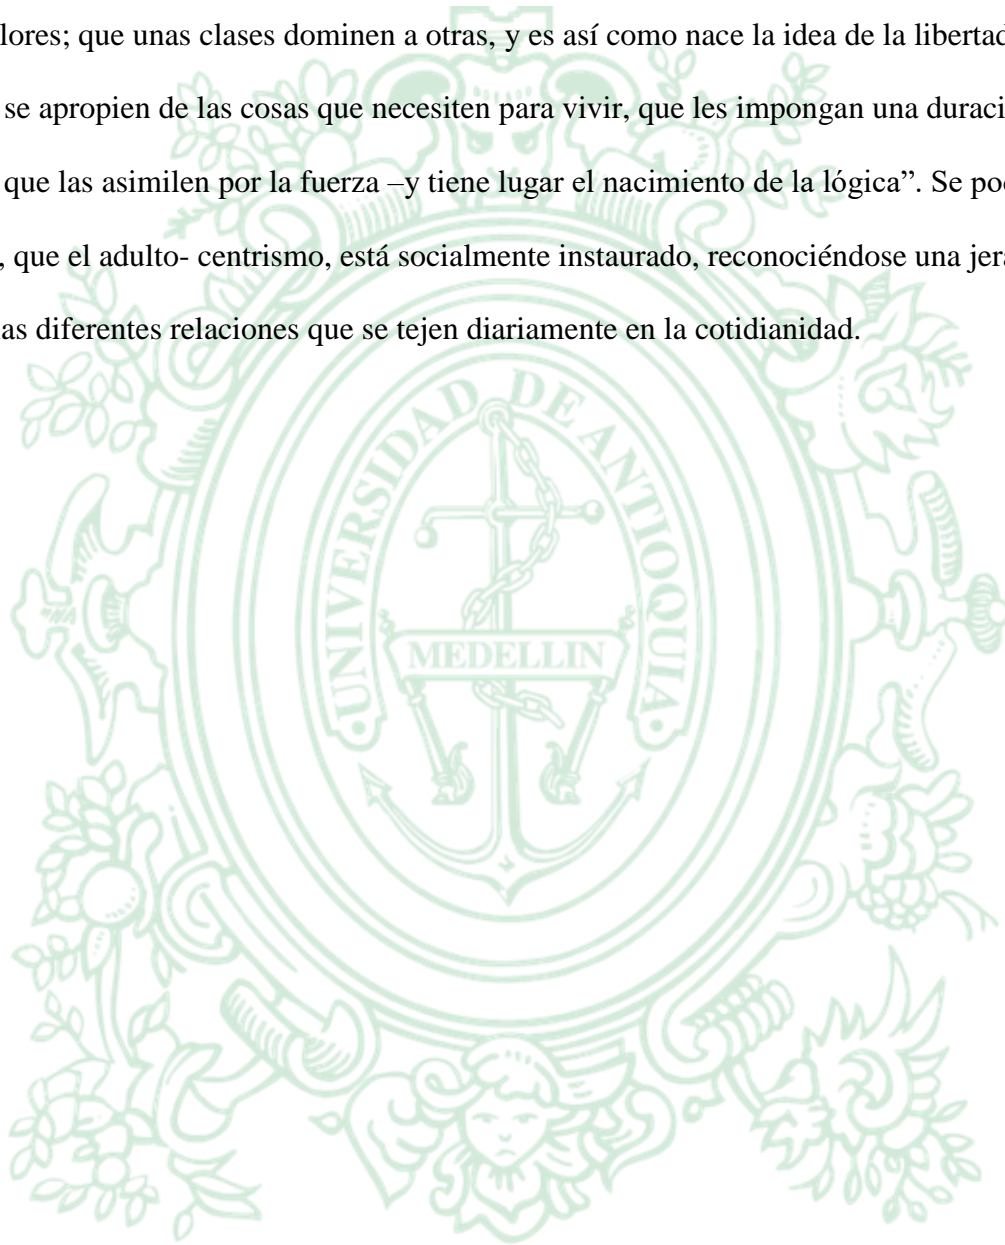 lores; que unas clases dominen a otras, y es así como nace la idea de la libertad
se apropien de las cosas que necesiten para vivir, que les impongan una duraci
que las asimilen por la fuerza –y tiene lugar el nacimiento de la lógica”. Se po
, que el adulto- centrismo, está socialmente instaurado, reconociéndose una jera
las diferentes relaciones que se tejen diariamente en la cotidianidad.
UNIVERSIDAD DE ANTIOQUIA
MEDELLIN